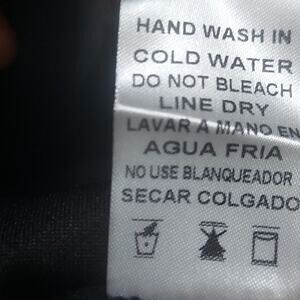 HAND WASH IN
COLD WATER
DO NOT BLEACH
LINE DRY
LAVAR A MANO EN
AGUA FRIA
NO USE BLANQUEADOR
SECAR COLGADO